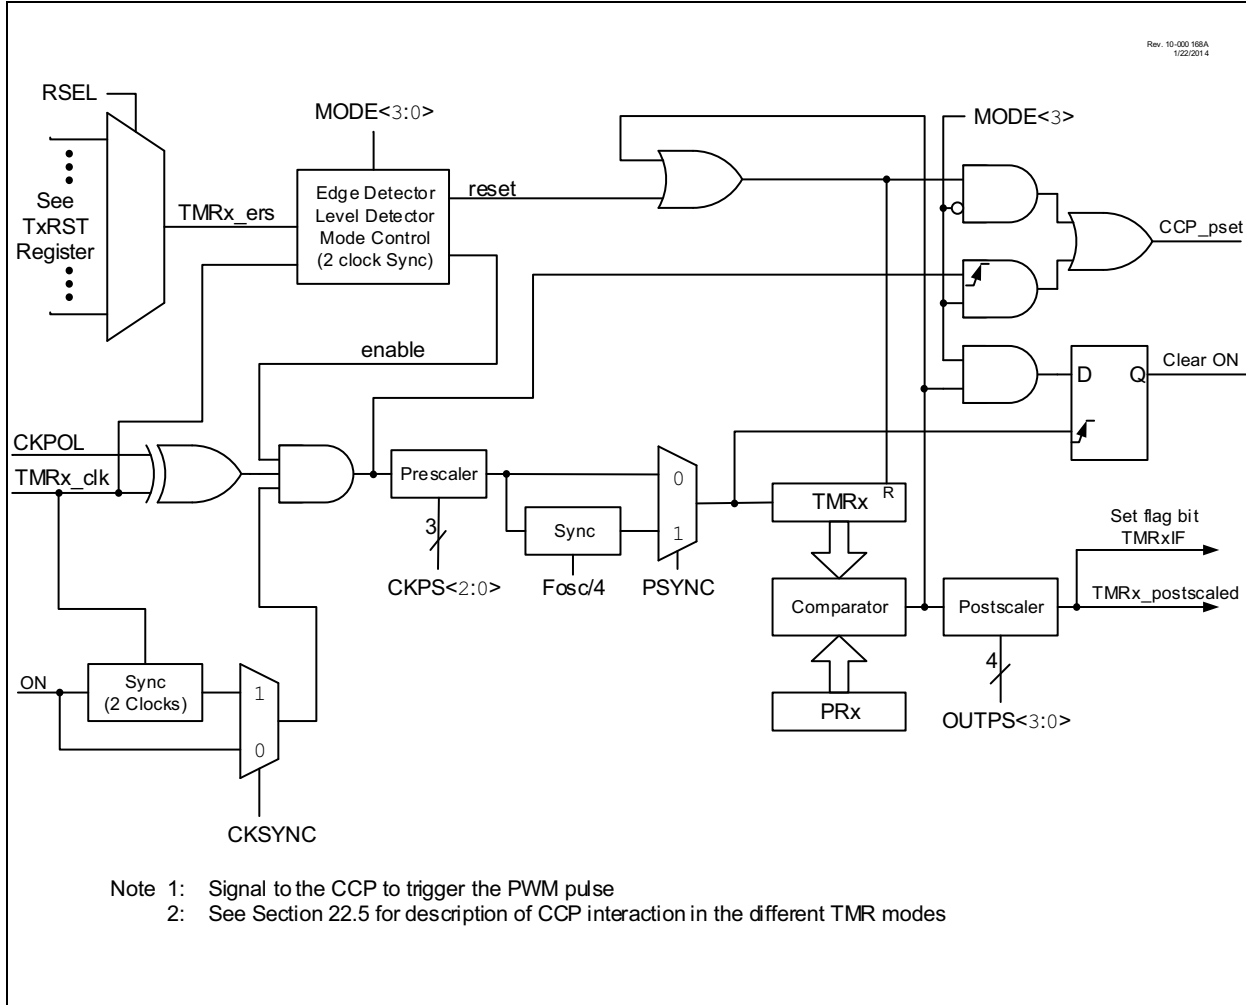 Rev. 10-000 168A
1/22/2014
RSEL
MODE<3:0>
MODE<3>
See
TxRST
Register
TMRx_ers
Edge Detector
Level Detector
Mode Control
(2 clock Sync)
reset
CCP_pset
enable
Clear ON
D
Q
CKPOL
TMRx_clk
Prescaler
0
1
Sync
3
CKPS<2:0>
Fosc/4
PSYNC
TMRx
R
Set flag bit
TMRxIF
Comparator
Postscaler
TMRx_postscaled
4
ON
Sync
(2 Clocks)
1
0
PRx
OUTPS<3:0>
CKSYNC
Note 1: Signal to the CCP to trigger the PWM pulse
2: See Section 22.5 for description of CCP interaction in the different TMR modes